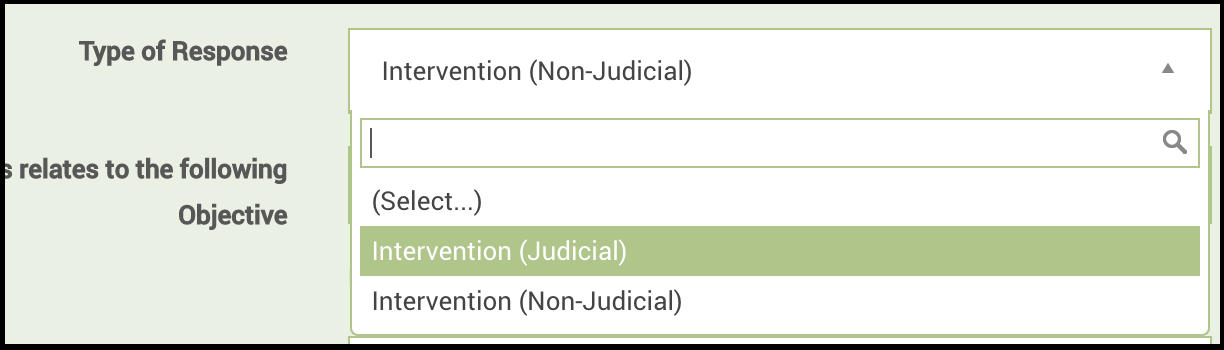 Type of Response
Intervention (Non-Judicial)
s relates to the following
Objective
(Select...)
Intervention (Judicial)
Intervention (Non-Judicial)